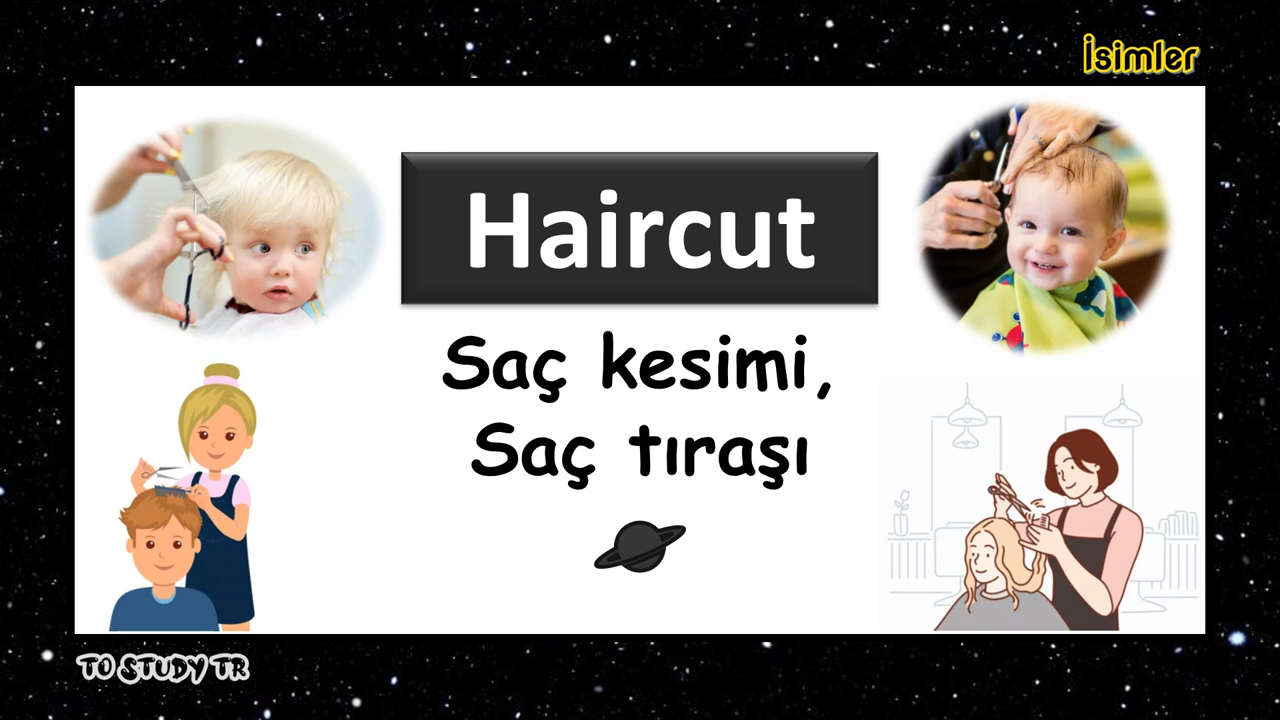 İsimler
Haircut
Saç kesimi,
Saç tıraşı
TO STUDY TR